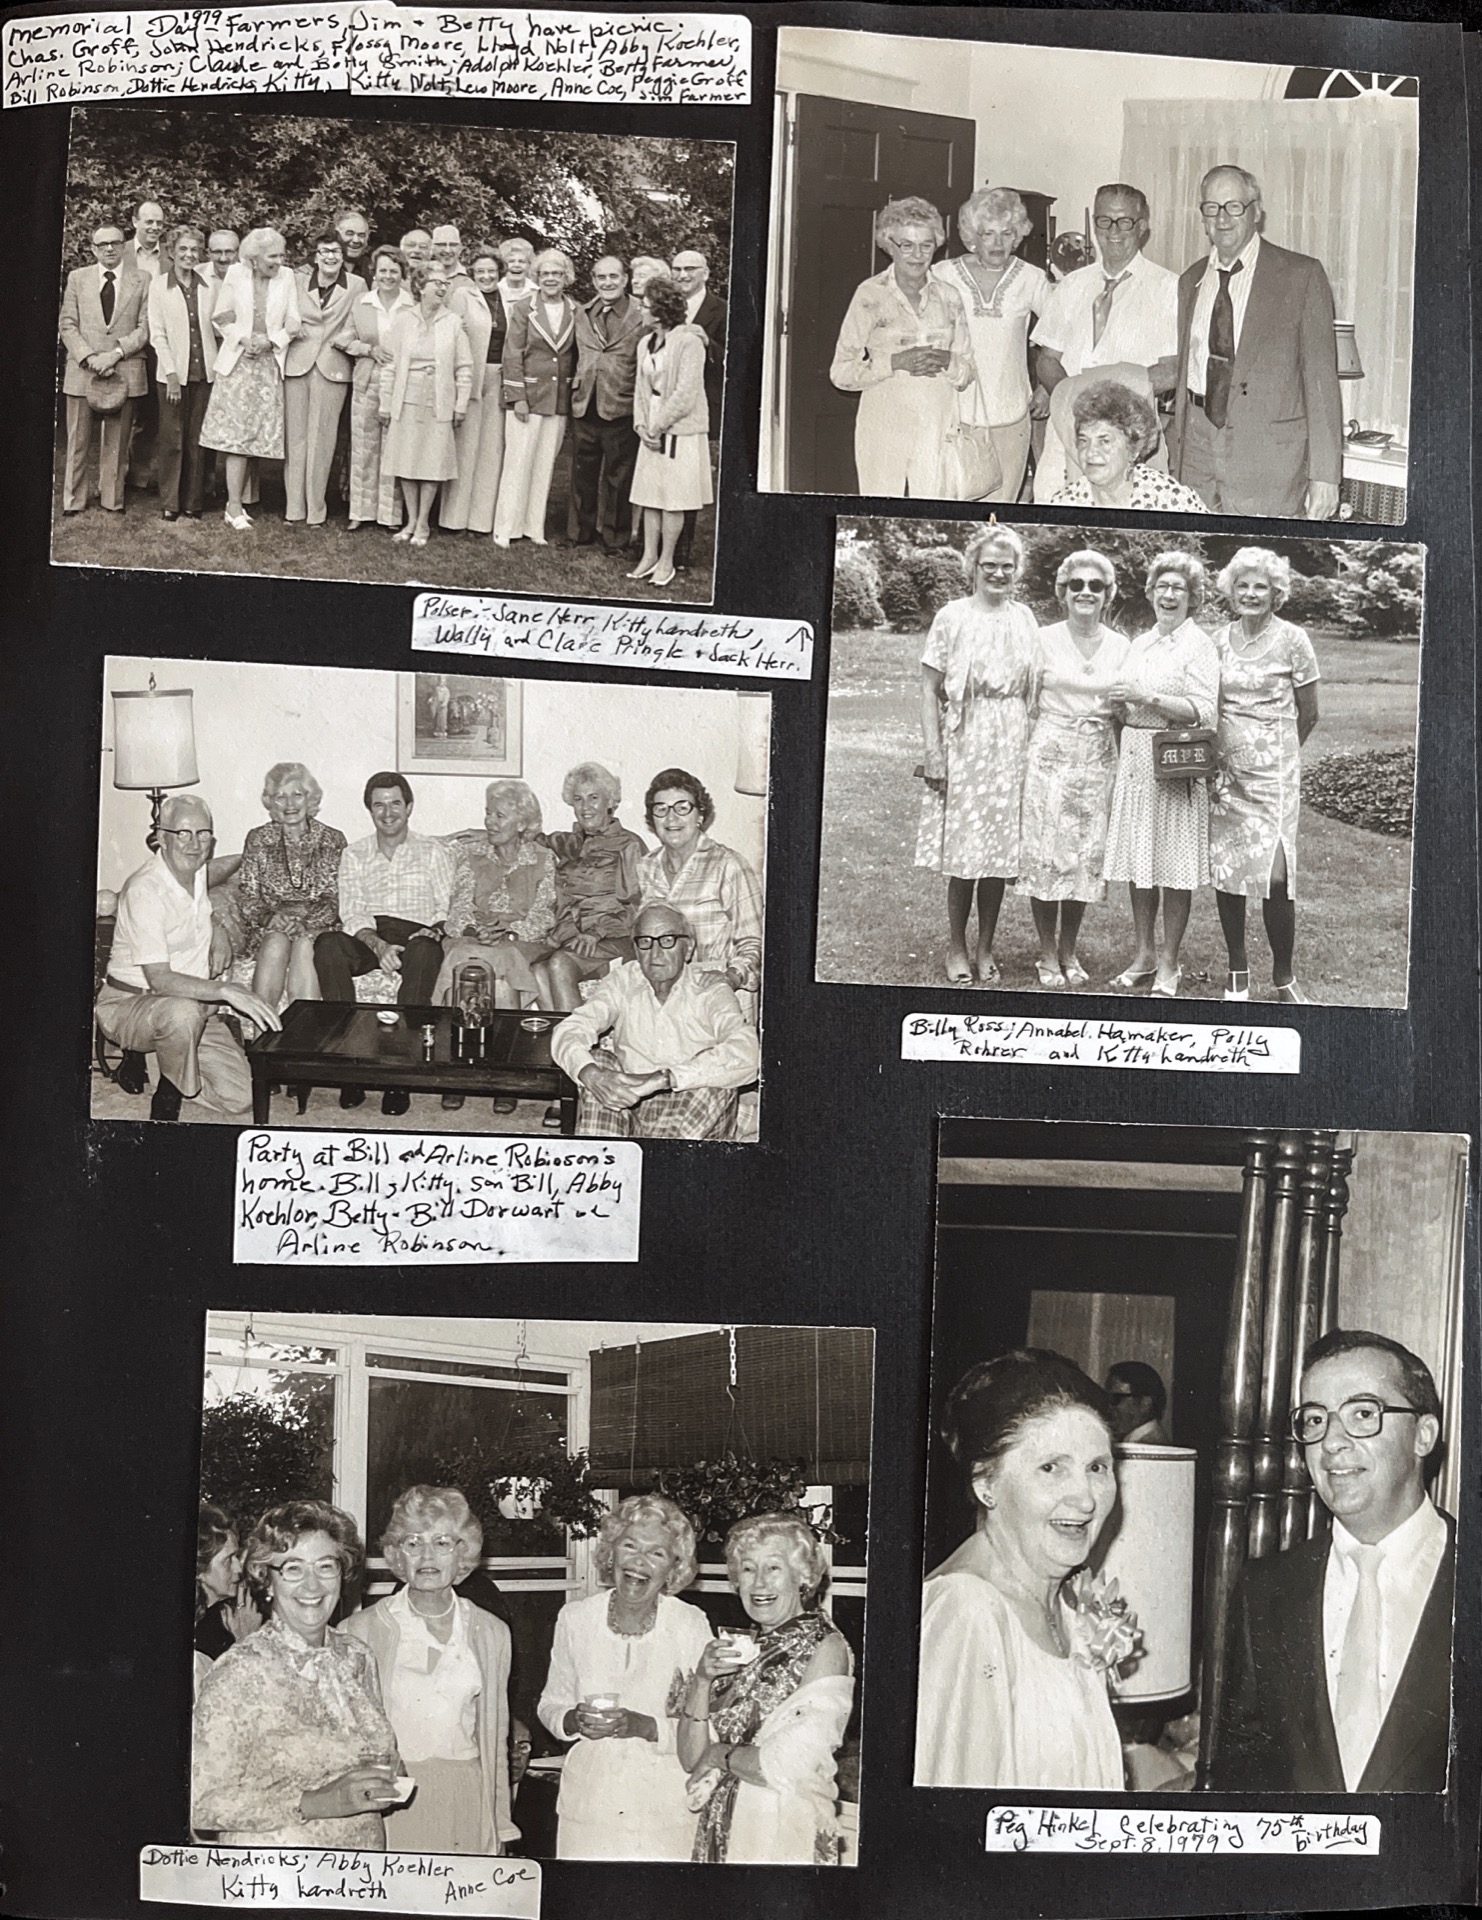 Memorial Day 1979 - Farmers, Jim + Betty have picnic.
Chas. Groff, John Hendricks, Flossy Moore, Lloyd Nolt, Abby Koehler,
Arline Robinson; Claude and Betty Smith; Adolph Koehler, Betty Farmer,
Bill Robinson, Dottie Hendricks, Kitty, Kitty Nolt, Lew Moore, Anne Coe, Peggie Groff
Jim Farmer
Polser:- Jane Herr, Kitty Landreth,
Wally and Clare Pringle + Jack Herr.
MPR
Billy Ross; Annabel Hamaker, Polly
Rohrer and Kitty Landreth
Party at Bill and Arline Robinson's
home. Bill, Kitty, son Bill, Abby
Koehler, Betty - Bill Dorwart
Arline Robinson.
Dottie Hendricks; Abby Koehler
Kitty Landreth Anne Coe
"Peg" Hinkel Celebrating 75th birthday
Sept. 8, 1979